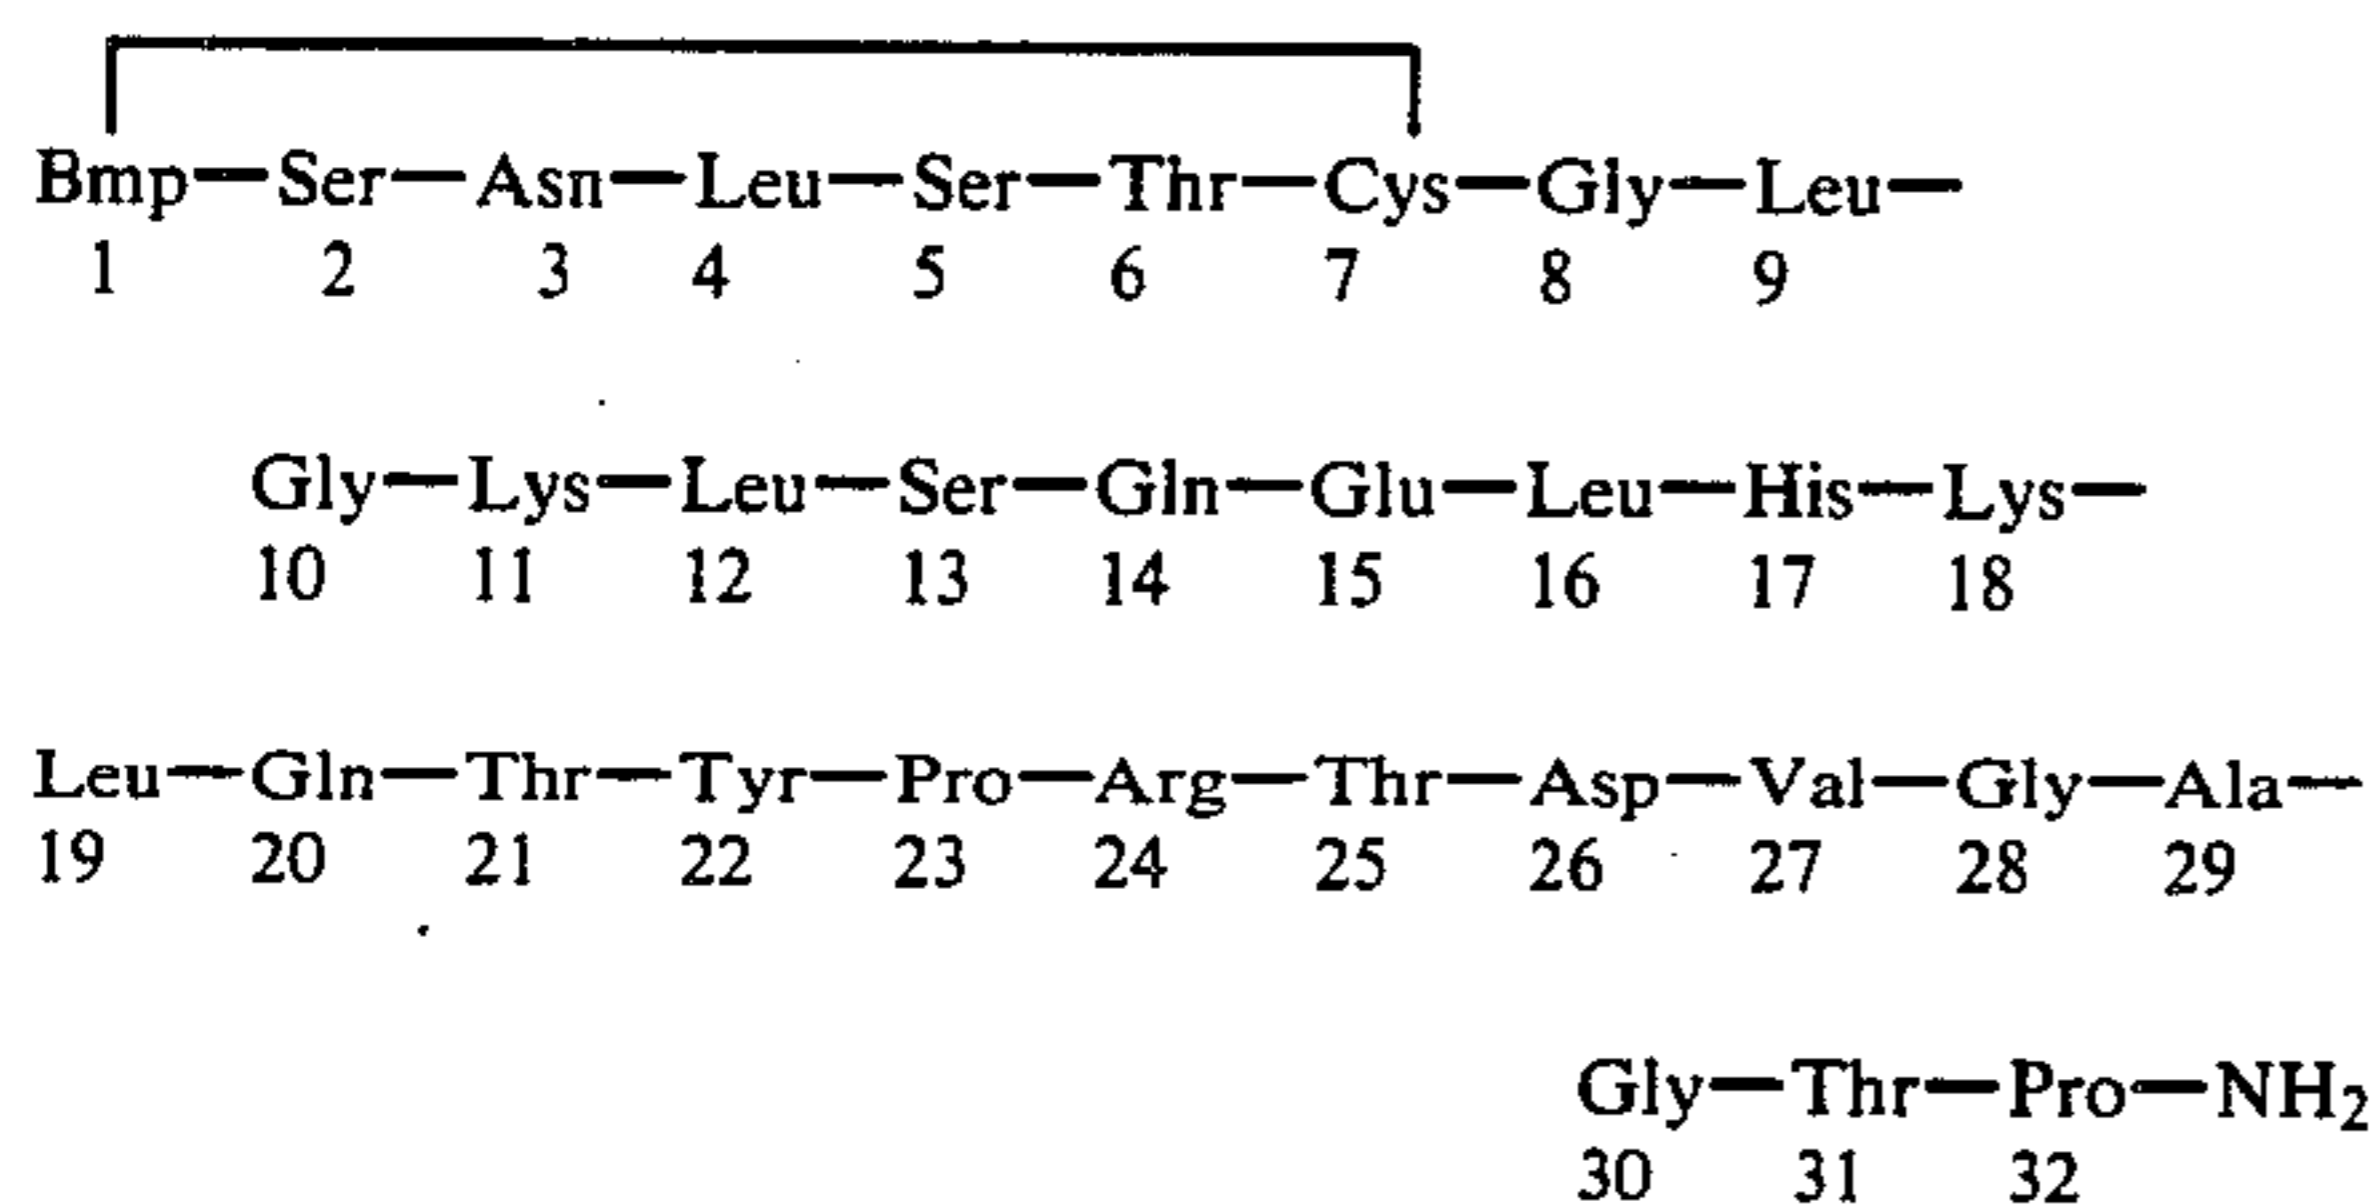 Bmp—Ser—Asn—Leu—Ser—Thr—Cys—Gly—Leu—
1 2 3 4 5 6 7 8 9
Gly—Lys—Leu—Ser—Gln—Glu—Leu—His—Lys—
10 11 12 13 14 15 16 17 18
Leu—Gln—Thr—Tyr—Pro—Arg—Thr—Asp—Val—Gly—Ala—
19 20 21 22 23 24 25 26 27 28 29
Gly—Thr—Pro—NH₂
30 31 32